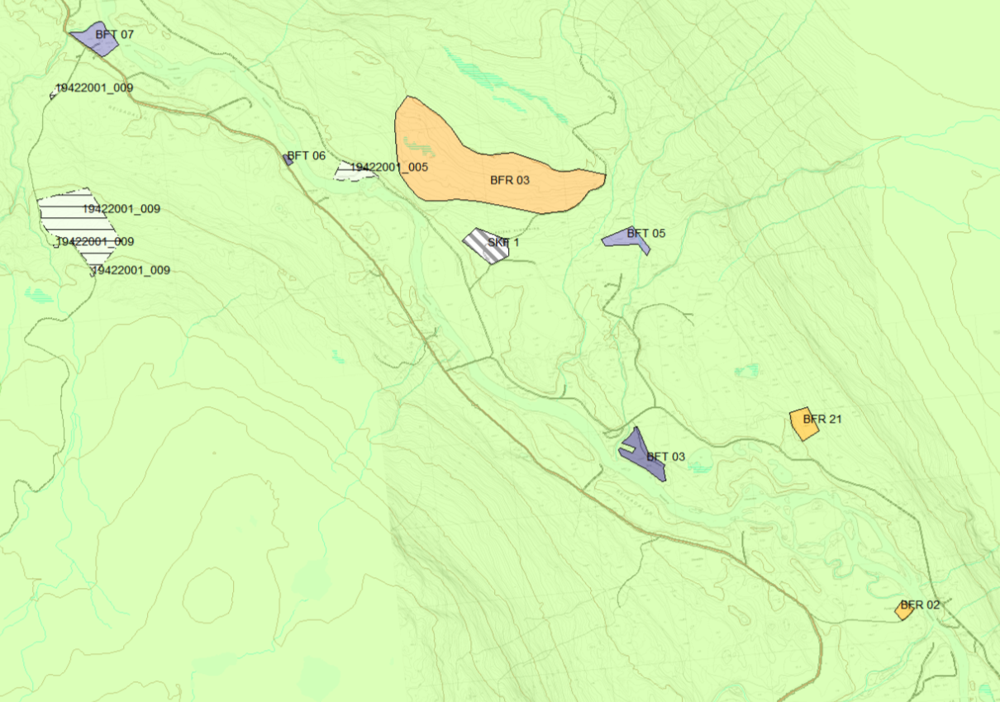 BFT 07
19422001_009
BFT 06
19422001_005
BFR 03
19422001_009
BFT 05
19422001_009
SKF 1
19422001_009
BFR 21
BFT 03
BFR 02